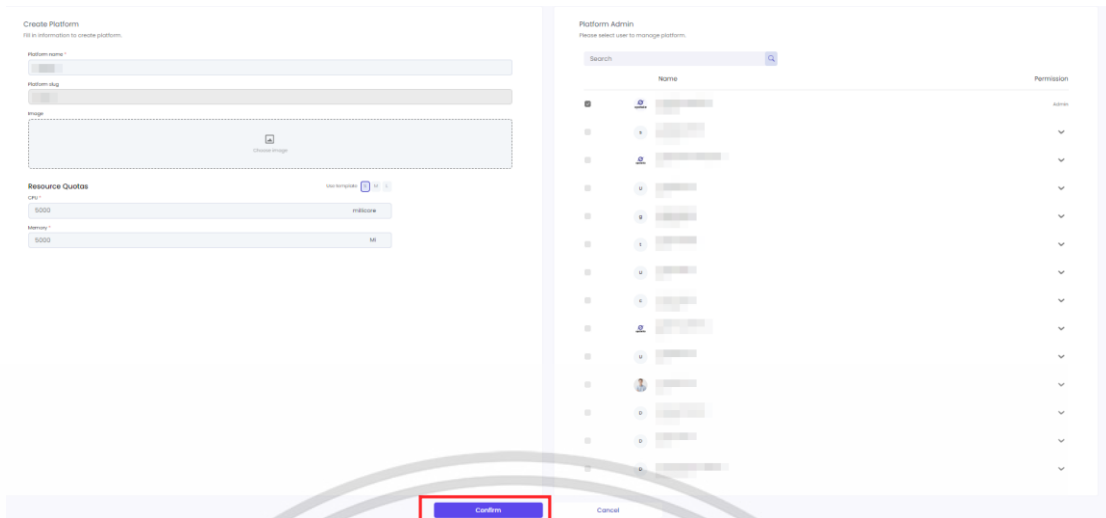 Create Platform
Fill in information to create platform.
Platform name *
Platform slug
Image
Choose Image
Resource Quotas
Use template S M L
CPU *
5000 millicore
Memory *
5000 Mi
Platform Admin
Please select user to manage platform.
Search
Name Permission
Admin
s
U
g
t
U
s
U
D
D
D
Confirm
Cancel